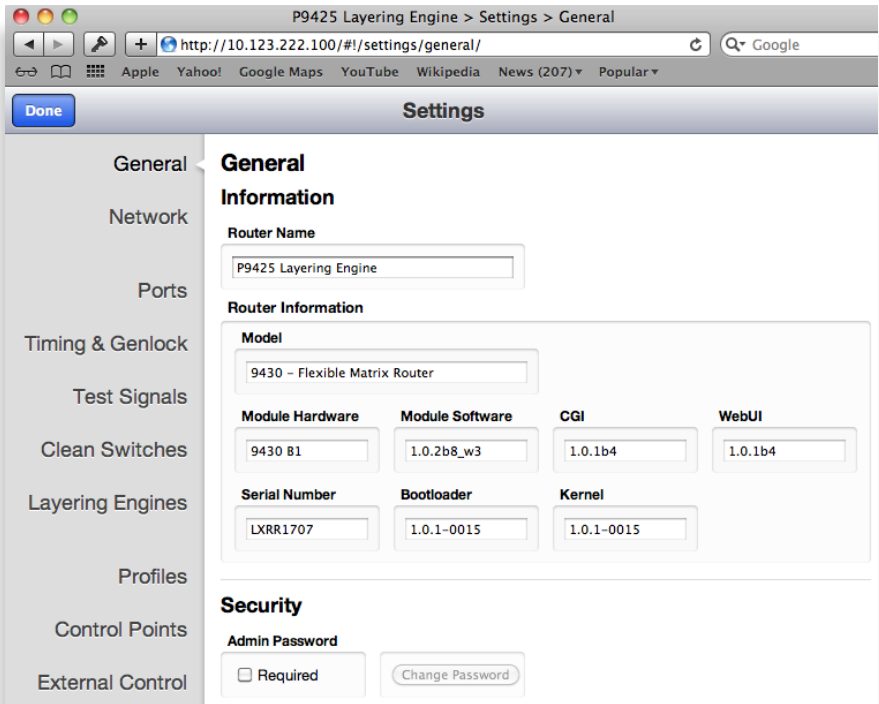 P9425 Layering Engine > Settings > General
http://10.123.222.100/#!/settings/general/
Google
Apple Yahoo! Google Maps YouTube Wikipedia News (207) Popular
Done
Settings
General
Network
Ports
Timing & Genlock
Test Signals
Clean Switches
Layering Engines
Profiles
Control Points
External Control
General
Information
Router Name
P9425 Layering Engine
Router Information
Model
9430 – Flexible Matrix Router
Module Hardware Module Software CGI WebUI
9430 B1 1.0.2b8_w3 1.0.1b4 1.0.1b4
Serial Number Bootloader Kernel
LXRR1707 1.0.1-0015 1.0.1-0015
Security
Admin Password
Required Change Password